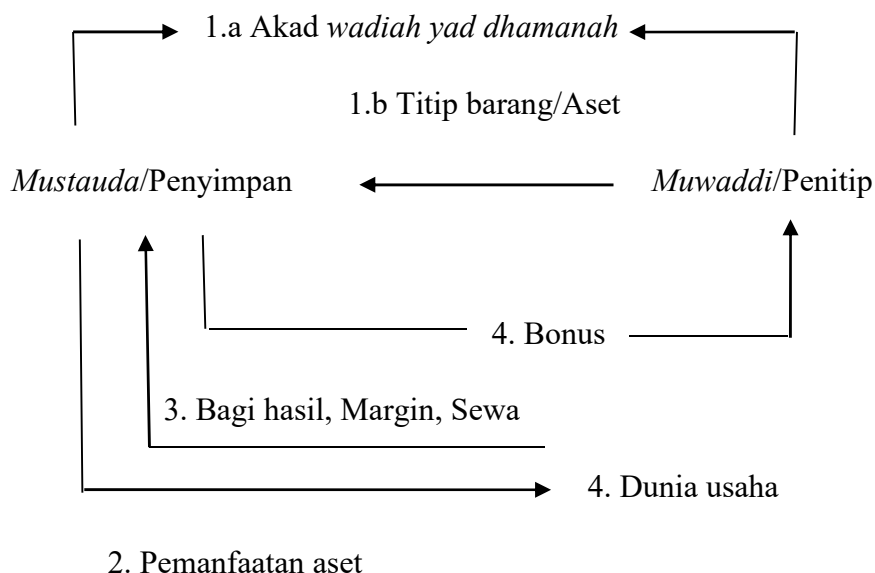 1.a Akad wadiah yad dhamanah
1.b Titip barang/Aset
Mustauda/Penyimpan
Muwaddi/Penitip
4. Bonus
3. Bagi hasil, Margin, Sewa
4. Dunia usaha
2. Pemanfaatan aset